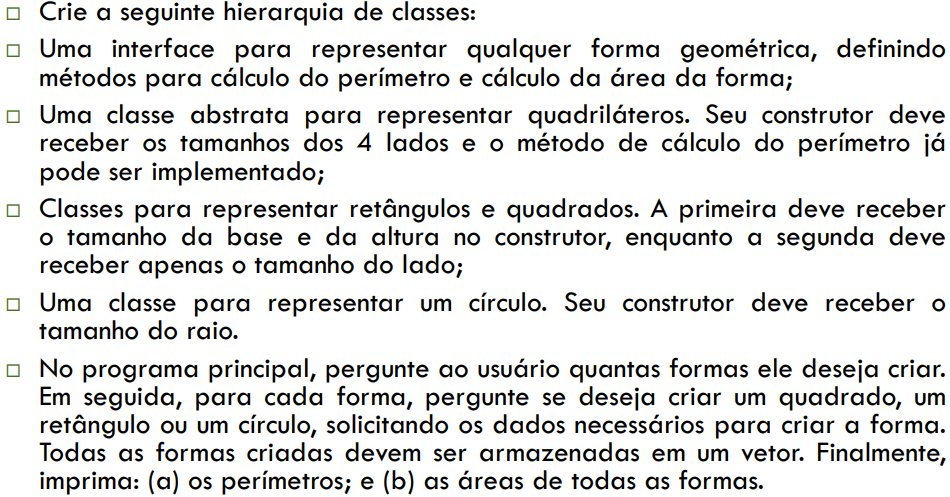 Crie a seguinte hierarquia de classes:
Uma interface para representar qualquer forma geométrica, definindo
métodos para cálculo do perímetro e cálculo da área da forma;
Uma classe abstrata para representar quadriláteros. Seu construtor deve
receber os tamanhos dos 4 lados e o método de cálculo do perímetro já
pode ser implementado;
Classes para representar retângulos e quadrados. A primeira deve receber
o tamanho da base e da altura no construtor, enquanto a segunda deve
receber apenas o tamanho do lado;
Uma classe para representar um círculo. Seu construtor deve receber o
tamanho do raio.
No programa principal, pergunte ao usuário quantas formas ele deseja criar.
Em seguida, para cada forma, pergunte se deseja criar um quadrado, um
retângulo ou um círculo, solicitando os dados necessários para criar a forma.
Todas as formas criadas devem ser armazenadas em um vetor. Finalmente,
imprima: (a) os perímetros; e (b) as áreas de todas as formas.